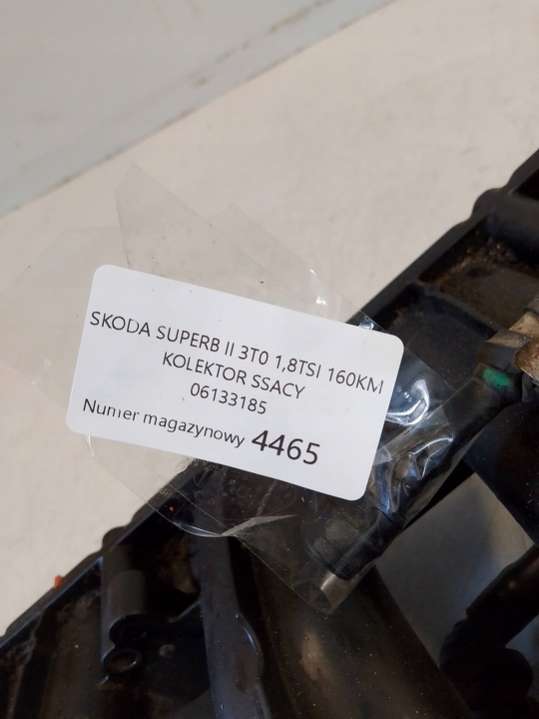 SKODA SUPERB II 3T0 1,8TSI 160KM
KOLEKTOR SSACY
06133185
Numer magazynowy 4465